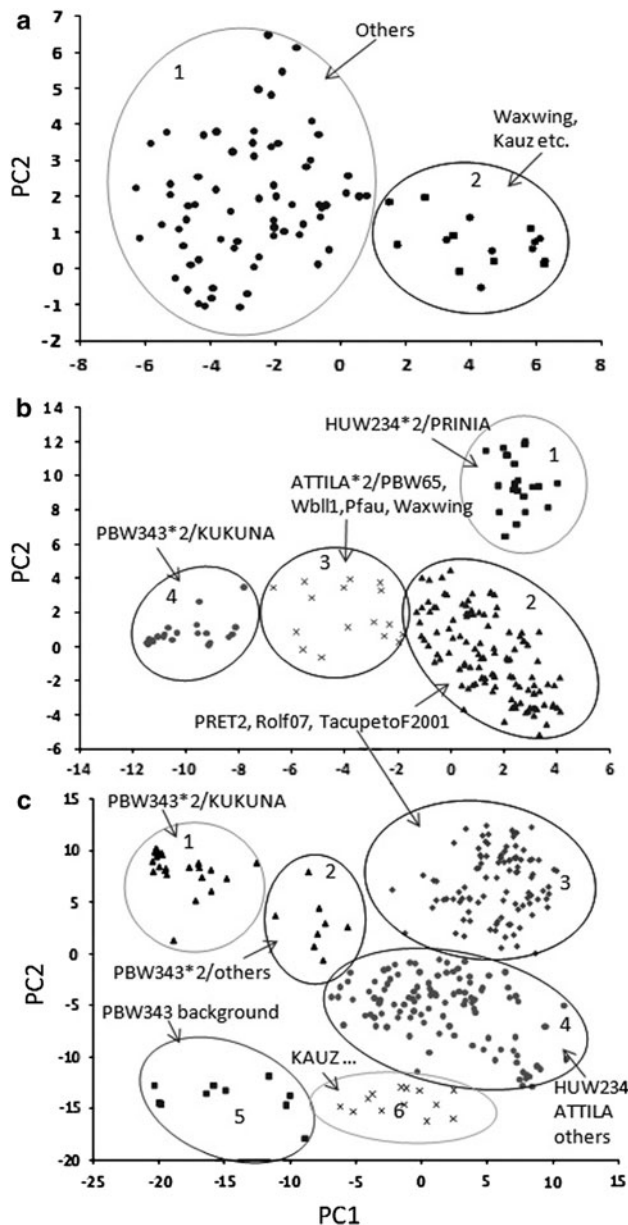 a
7
6
5
4
3
2
1
0
-1
-2
PC2
1
Others
Waxwing,
Kauz etc.
2
-8 -6 -4 -2 0 2 4 6 8
b
14
12
10
8
6
4
2
0
-2
-4
-6
PC2
HUW234*2/PRINIA
1
ATTILA*2/PBW65,
Wbll1,Pfau, Waxwing
PBW343*2/KUKUNA
3
4
2
PRET2, Rolf07, TacupetoF2001
-14 -12 -10 -8 -6 -4 -2 0 2 4 6
c
15
10
5
0
-5
-10
-15
-20
PC2
PBW343*2/KUKUNA
1
2
3
PBW343*2/others
PBW343 background
4
KAUZ ...
5
6
HUW234
ATTILA
others
-25 -20 -15 -10 -5 0 5 10 15
PC1